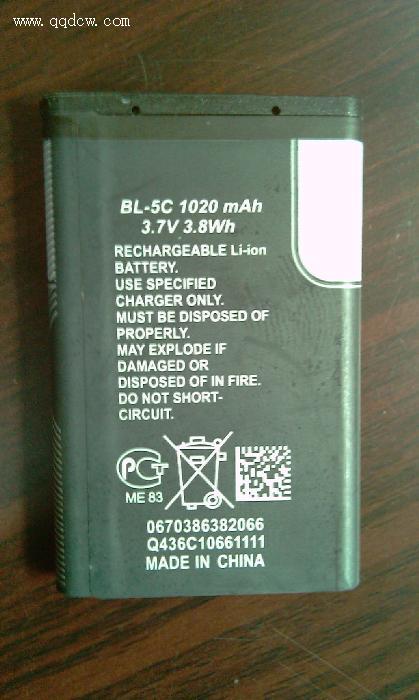 www.qqdcw.com
BL-5C 1020 mAh
3.7V 3.8Wh
RECHARGEABLE Li-ion
BATTERY.
USE SPECIFIED
CHARGER ONLY.
MUST BE DISPOSED OF
PROPERLY.
MAY EXPLODE IF
DAMAGED OR
DISPOSED OF IN FIRE.
DO NOT SHORT-
CIRCUIT.
PCT
ME 83
0670386382066
Q436C10661111
MADE IN CHINA